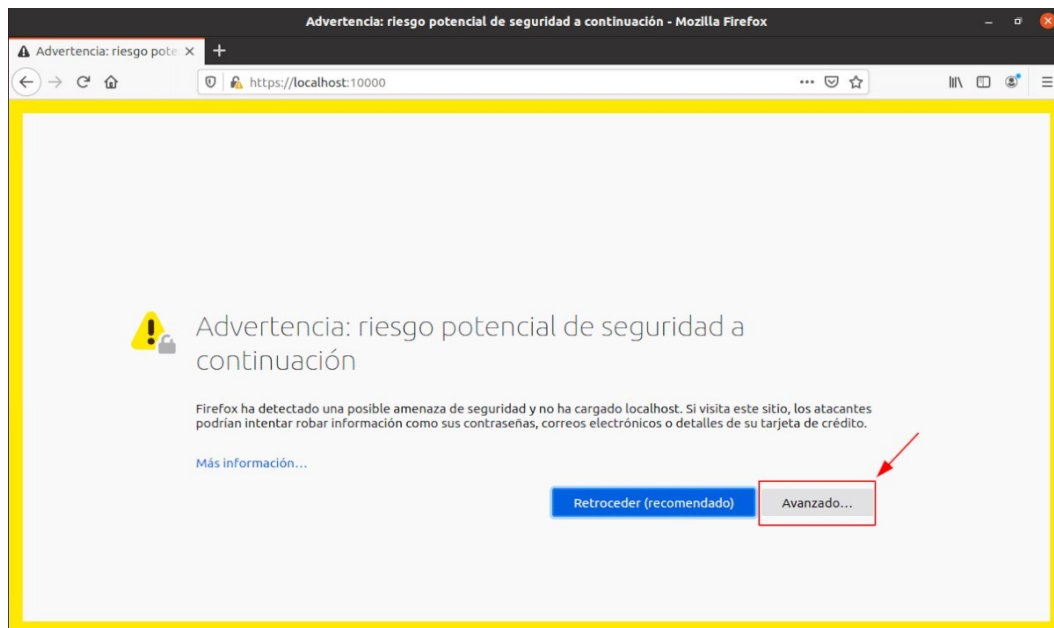 Advertencia: riesgo potencial de seguridad a continuación - Mozilla Firefox
Advertencia: riesgo pote
https://localhost:10000
Advertencia: riesgo potencial de seguridad a
continuación
Firefox ha detectado una posible amenaza de seguridad y no ha cargado localhost. Si visita este sitio, los atacantes
podrían intentar robar información como sus contraseñas, correos electrónicos o detalles de su tarjeta de crédito.
Más información...
Retroceder (recomendado) Avanzado...